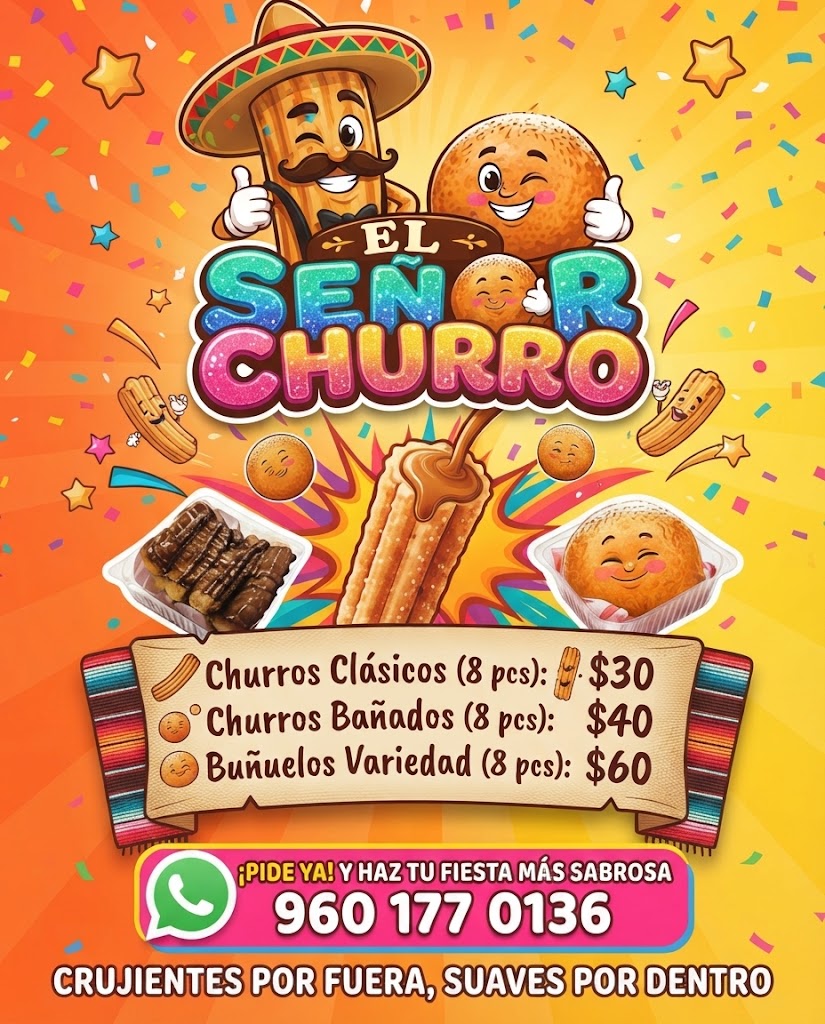 EL
SEÑOR
CHURRO
Churros Clásicos (8 pcs): $30
Churros Bañados (8 pcs): $40
Buñuelos Variedad (8 pcs): $60
¡PIDE YA! Y HAZ TU FIESTA MÁS SABROSA
960 177 0136
CRUJIENTES POR FUERA, SUAVES POR DENTRO